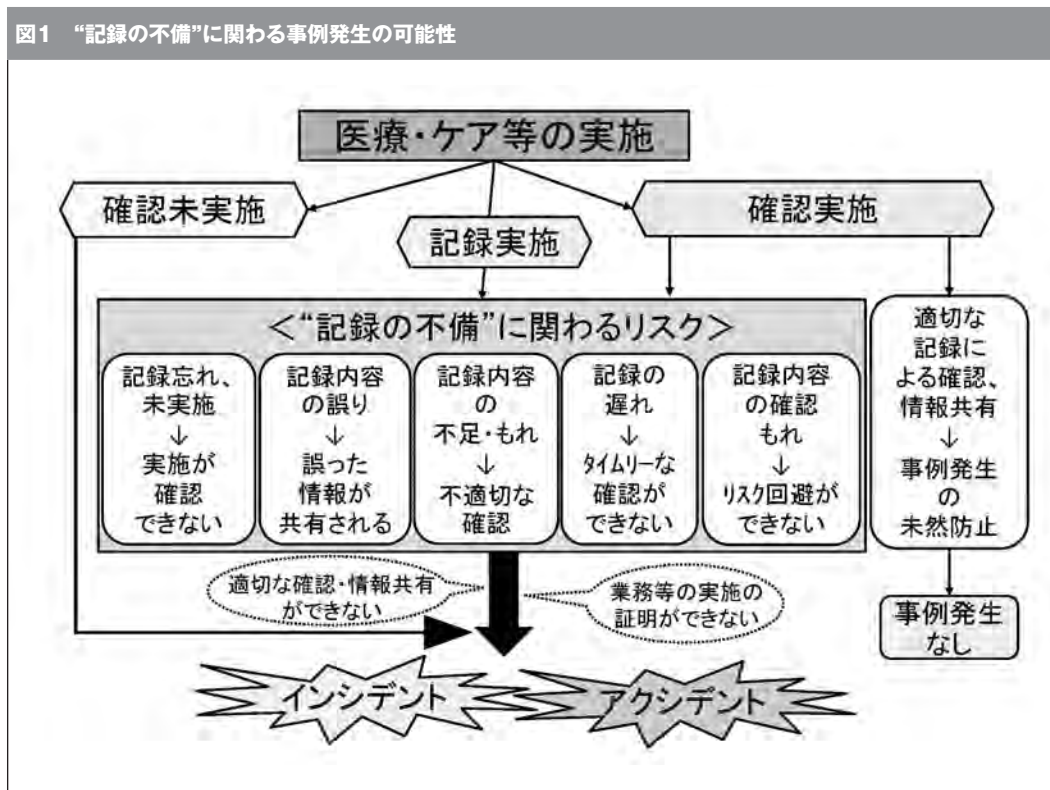 図1 “記録の不備”に関わる事例発生の可能性
医療・ケア等の実施
確認未実施
記録実施
確認実施
＜“記録の不備”に関わるリスク＞
記録忘れ、
未実施
↓
実施が
確認
できない
記録内容
の誤り
↓
誤った
情報が
共有される
記録内容
の
不足・もれ
↓
不適切な
確認
記録の
遅れ
↓
タイムリーな
確認が
できない
記録内容
の確認
もれ
↓
リスク回避が
できない
適切な
記録に
よる確認、
情報共有
↓
事例発生
の
未然防止
適切な確認・情報共有
ができない
業務等の実施の
証明ができない
事例発生
なし
インシデント
アクシデント